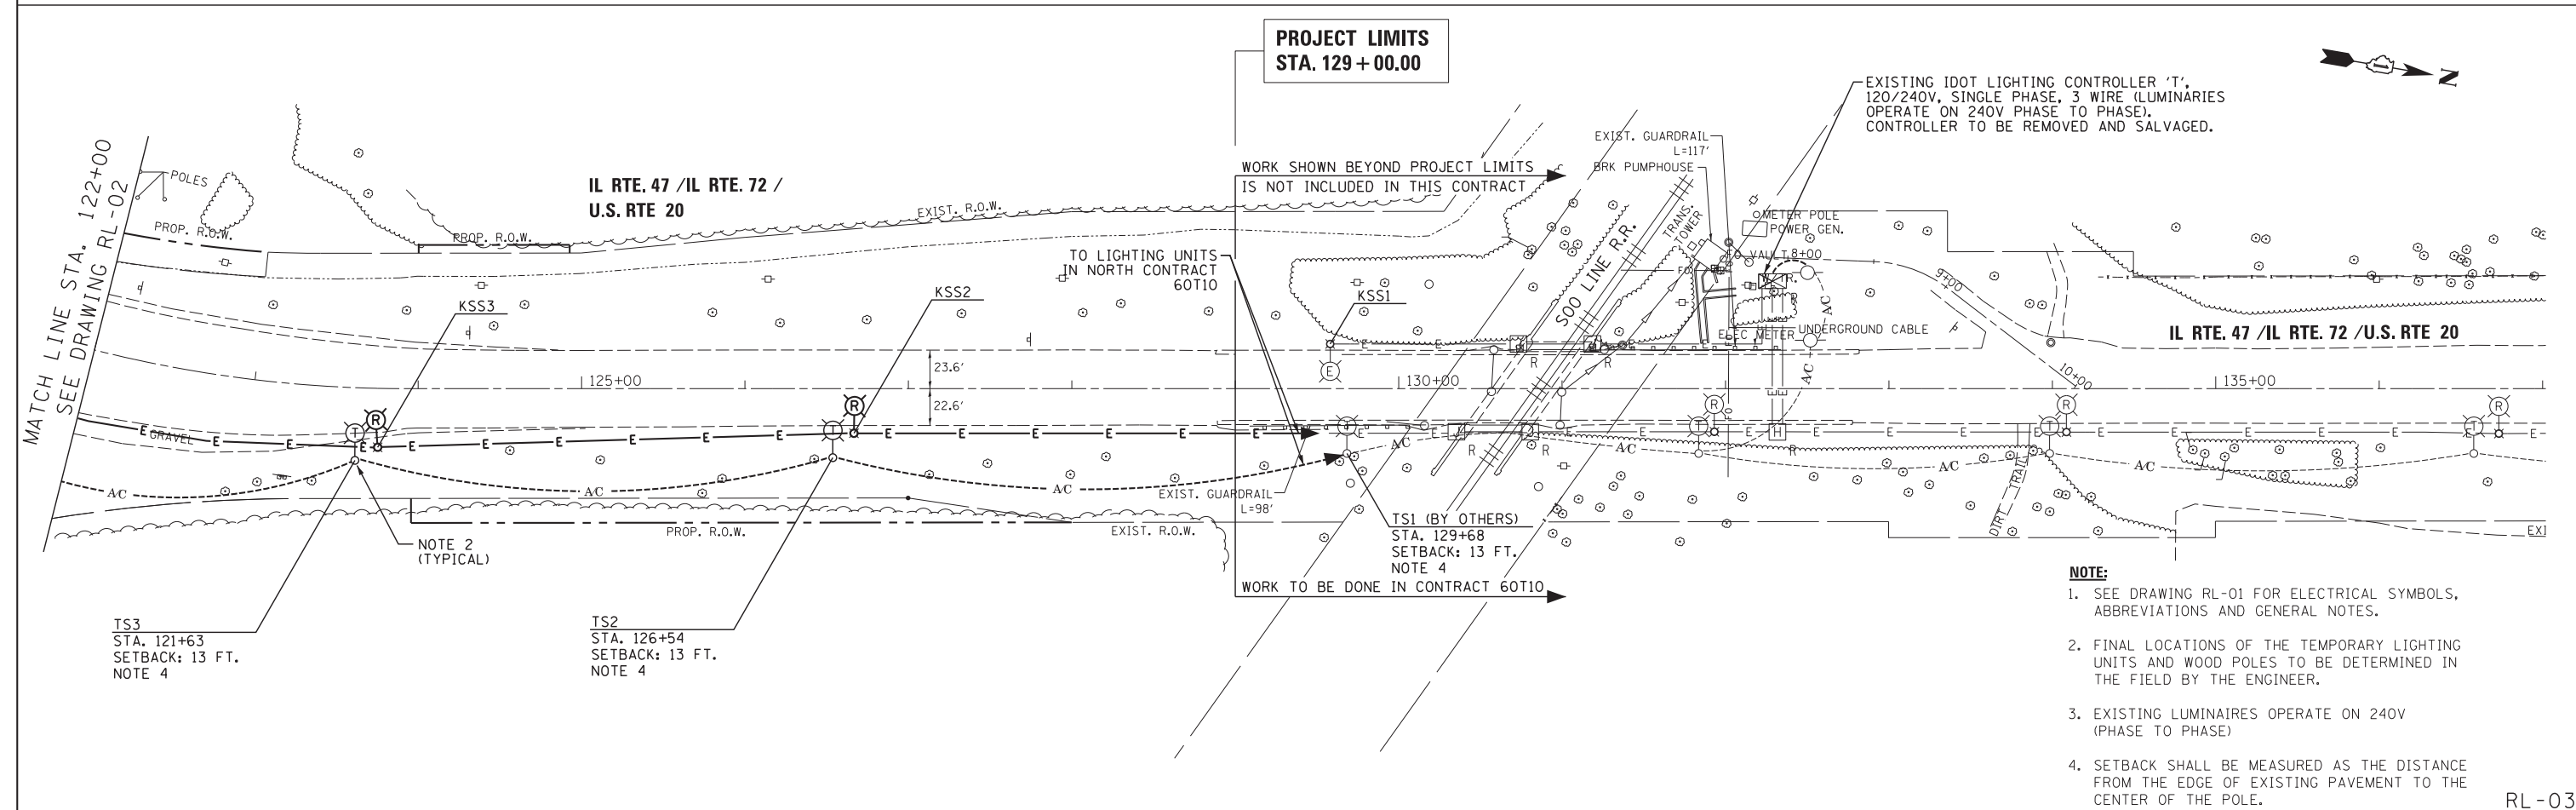 PROJECT LIMITS
STA. 129+00.00
N
EXISTING IDOT LIGHTING CONTROLLER 'T',
120/240V, SINGLE PHASE, 3 WIRE (LUMINARIES
OPERATE ON 240V PHASE TO PHASE).
CONTROLLER TO BE REMOVED AND SALVAGED.
MATCH LINE STA. 122+00
SEE DRAWING RL-02
POLES
PROP. R.O.W.
PROP. R.O.W.
IL RTE. 47 /IL RTE. 72 /
U.S. RTE 20
EXIST. R.O.W.
WORK SHOWN BEYOND PROJECT LIMITS
IS NOT INCLUDED IN THIS CONTRACT
EXIST. GUARDRAIL
L=117'
BRK PUMPHOUSE
TRANS.
TOWER
METER POLE
POWER GEN.
VAULT
8+00
9+00
10+00
TO LIGHTING UNITS
IN NORTH CONTRACT
60T10
KSS3
KSS2
KSS1
SOO LINE R.R.
ELEC METER
UNDERGROUND CABLE
IL RTE. 47 /IL RTE. 72 /U.S. RTE 20
23.6'
22.6'
125+00
130+00
135+00
GRAVEL
A/C
A/C
A/C
A/C
A/C
A/C
A/C
A/C
DIRT TRAIL
EXIST. GUARDRAIL
L=98'
PROP. R.O.W.
EXIST. R.O.W.
EXI
NOTE 2
(TYPICAL)
TS1 (BY OTHERS)
STA. 129+68
SETBACK: 13 FT.
NOTE 4
WORK TO BE DONE IN CONTRACT 60T10
TS3
STA. 121+63
SETBACK: 13 FT.
NOTE 4
TS2
STA. 126+54
SETBACK: 13 FT.
NOTE 4
NOTE:
1. SEE DRAWING RL-01 FOR ELECTRICAL SYMBOLS,
ABBREVIATIONS AND GENERAL NOTES.
2. FINAL LOCATIONS OF THE TEMPORARY LIGHTING
UNITS AND WOOD POLES TO BE DETERMINED IN
THE FIELD BY THE ENGINEER.
3. EXISTING LUMINAIRES OPERATE ON 240V
(PHASE TO PHASE)
4. SETBACK SHALL BE MEASURED AS THE DISTANCE
FROM THE EDGE OF EXISTING PAVEMENT TO THE
CENTER OF THE POLE.
RL-03